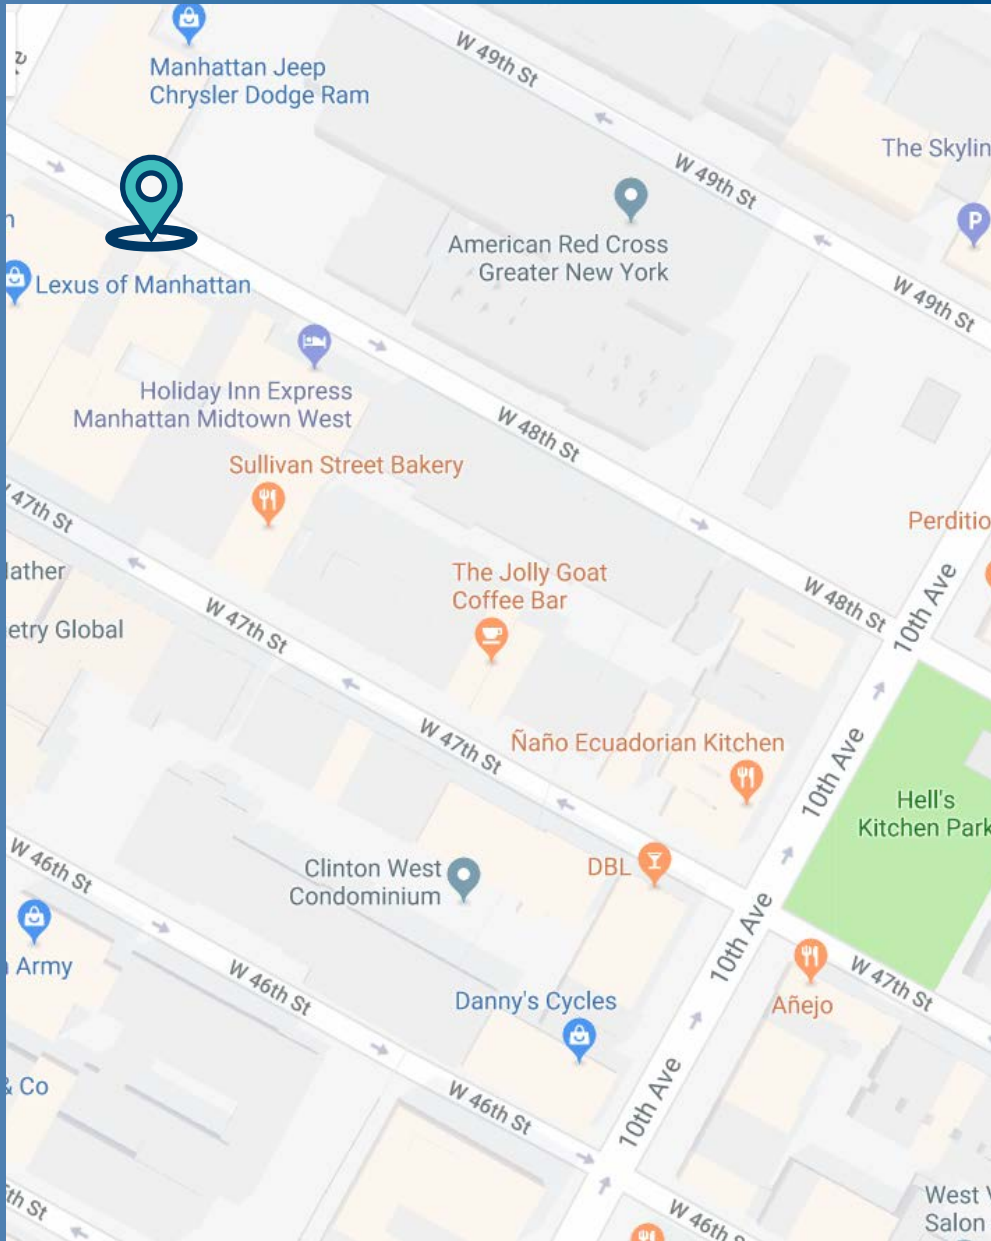 W 49th St
Manhattan Jeep
Chrysler Dodge Ram
The Skylin
W 49th St
P
American Red Cross
Greater New York
Lexus of Manhattan
W 49th St
Holiday Inn Express
Manhattan Midtown West
W 48th St
Sullivan Street Bakery
47th St
Perditio
lather
The Jolly Goat
Coffee Bar
W 48th St
10th Ave
etry Global
W 47th St
W 47th St
Ñaño Ecuadorian Kitchen
10th Ave
Hell's
Kitchen Park
W 46th St
Clinton West
Condominium
DBL
10th Ave
Army
W 46th St
W 47th St
Danny's Cycles
Añejo
& Co
W 46th St
10th Ave
th St
West
Salon
W 46th S